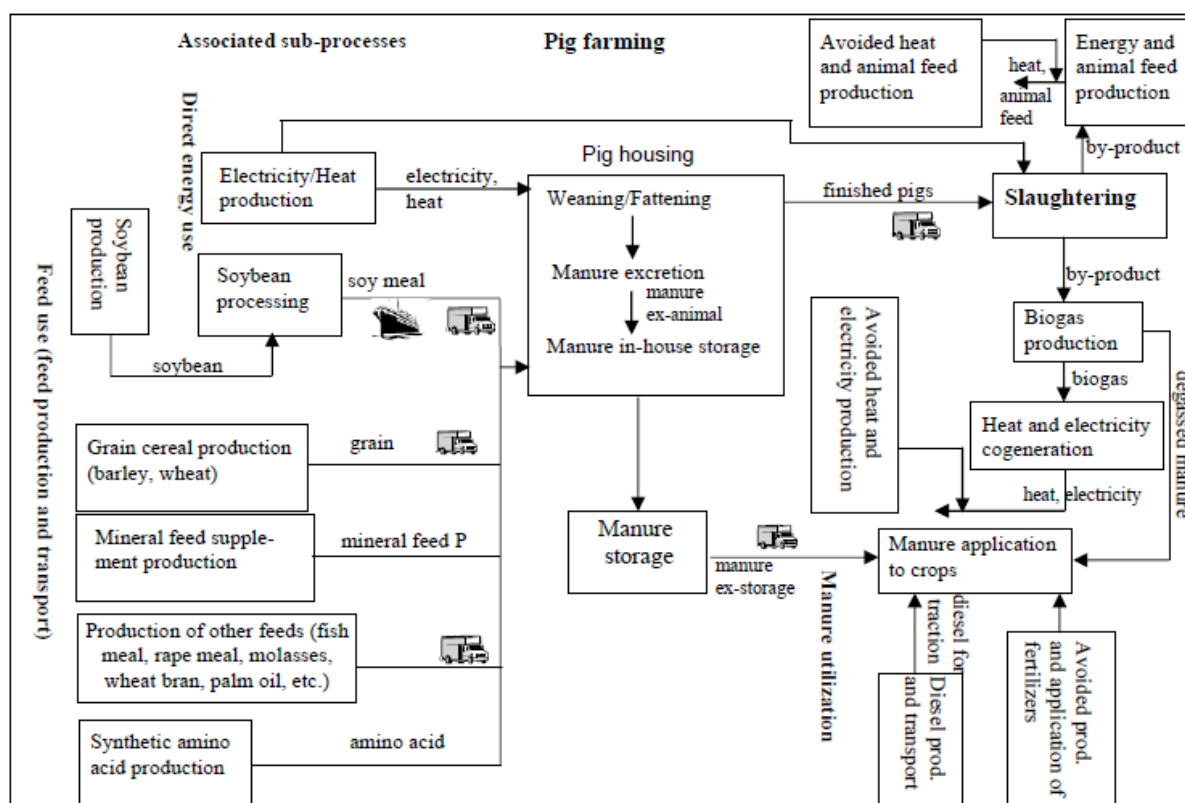 Associated sub-processes
Pig farming
Avoided heat
and animal feed
production
heat,
animal
feed
Energy and
animal feed
production
by-product
Direct energy use
Electricity/Heat
production
electricity,
heat
Pig housing
Weaning/Fattening
Manure excretion
manure
ex-animal
Manure in-house storage
finished pigs
Slaughtering
by-product
Feed use (feed production and transport)
Soybean
production
soybean
Soybean
processing
soy meal
Avoided heat and
electricity production
Biogas
production
biogas
degassed manure
Heat and electricity
cogeneration
heat, electricity
Grain cereal production
(barley, wheat)
grain
Mineral feed supple-
ment production
mineral feed P
Production of other feeds (fish
meal, rape meal, molasses,
wheat bran, palm oil, etc.)
Synthetic amino
acid production
amino acid
Manure
storage
manure
ex-storage
Manure utilization
Manure application
to crops
diesel for
traction
Diesel prod.
and transport
Avoided prod.
and application of
fertilizers